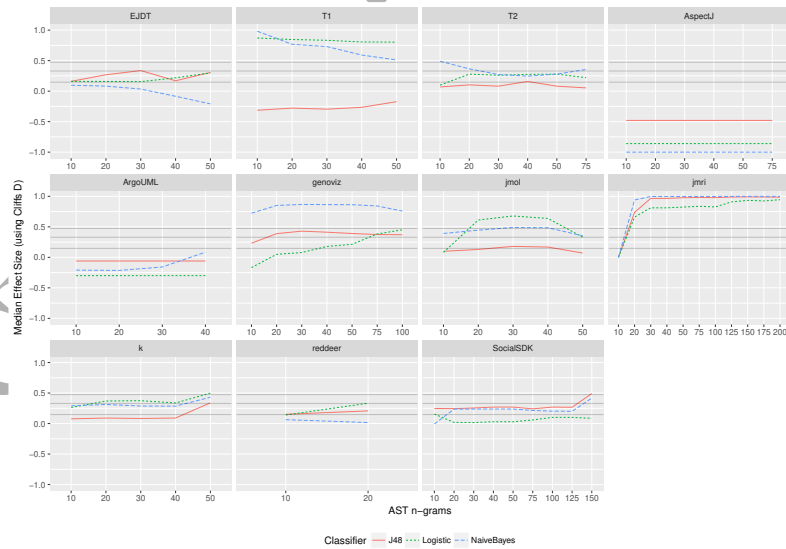 EJDT T1 T2 AspectJ
1.0
0.5
0.0
−0.5
−1.0
10 20 30 40 50
10 20 30 40 50
10 20 30 40 50 75
10 20 30 40 50 75
ArgoUML genoviz jmol jmri
1.0
0.5
0.0
−0.5
−1.0
10 20 30 40
10 20 30 40 50 75 100
10 20 30 40 50
10 20 30 40 50 75 100 125 150 175 200
k reddeer SocialSDK
1.0
0.5
0.0
−0.5
−1.0
10 20 30 40 50
10 20
10 20 30 40 50 75 100 125 150
Median Effect Size (using Cliffs D)
AST n-grams
Classifier J48 Logistic NaiveBayes